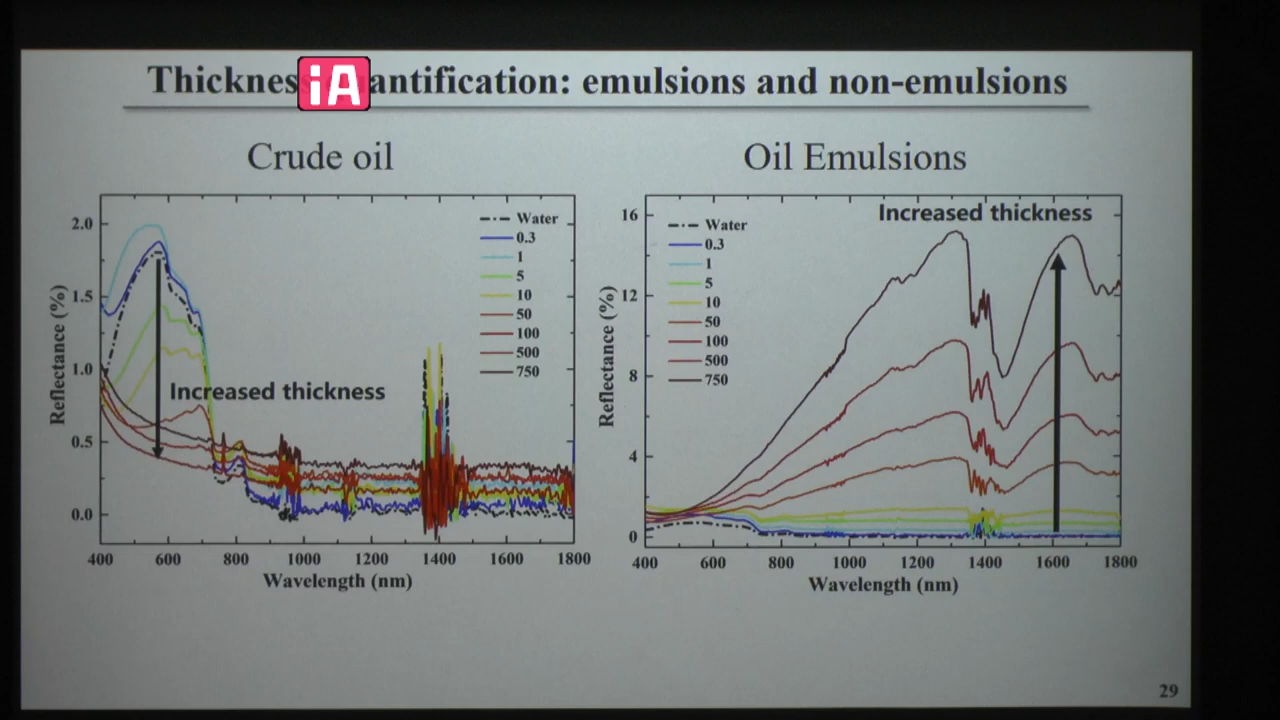 Thickness antification: emulsions and non-emulsions
iA
Crude oil
Oil Emulsions
Reflectance (%)
2.0
1.5
1.0
0.5
0.0
400 600 800 1000 1200 1400 1600 1800
Wavelength (nm)
Water
0.3
1
5
10
50
100
500
750
Increased thickness
Reflectance (%)
16
12
8
4
0
400 600 800 1000 1200 1400 1600 1800
Wavelength (nm)
Water
0.3
1
5
10
50
100
500
750
Increased thickness
29